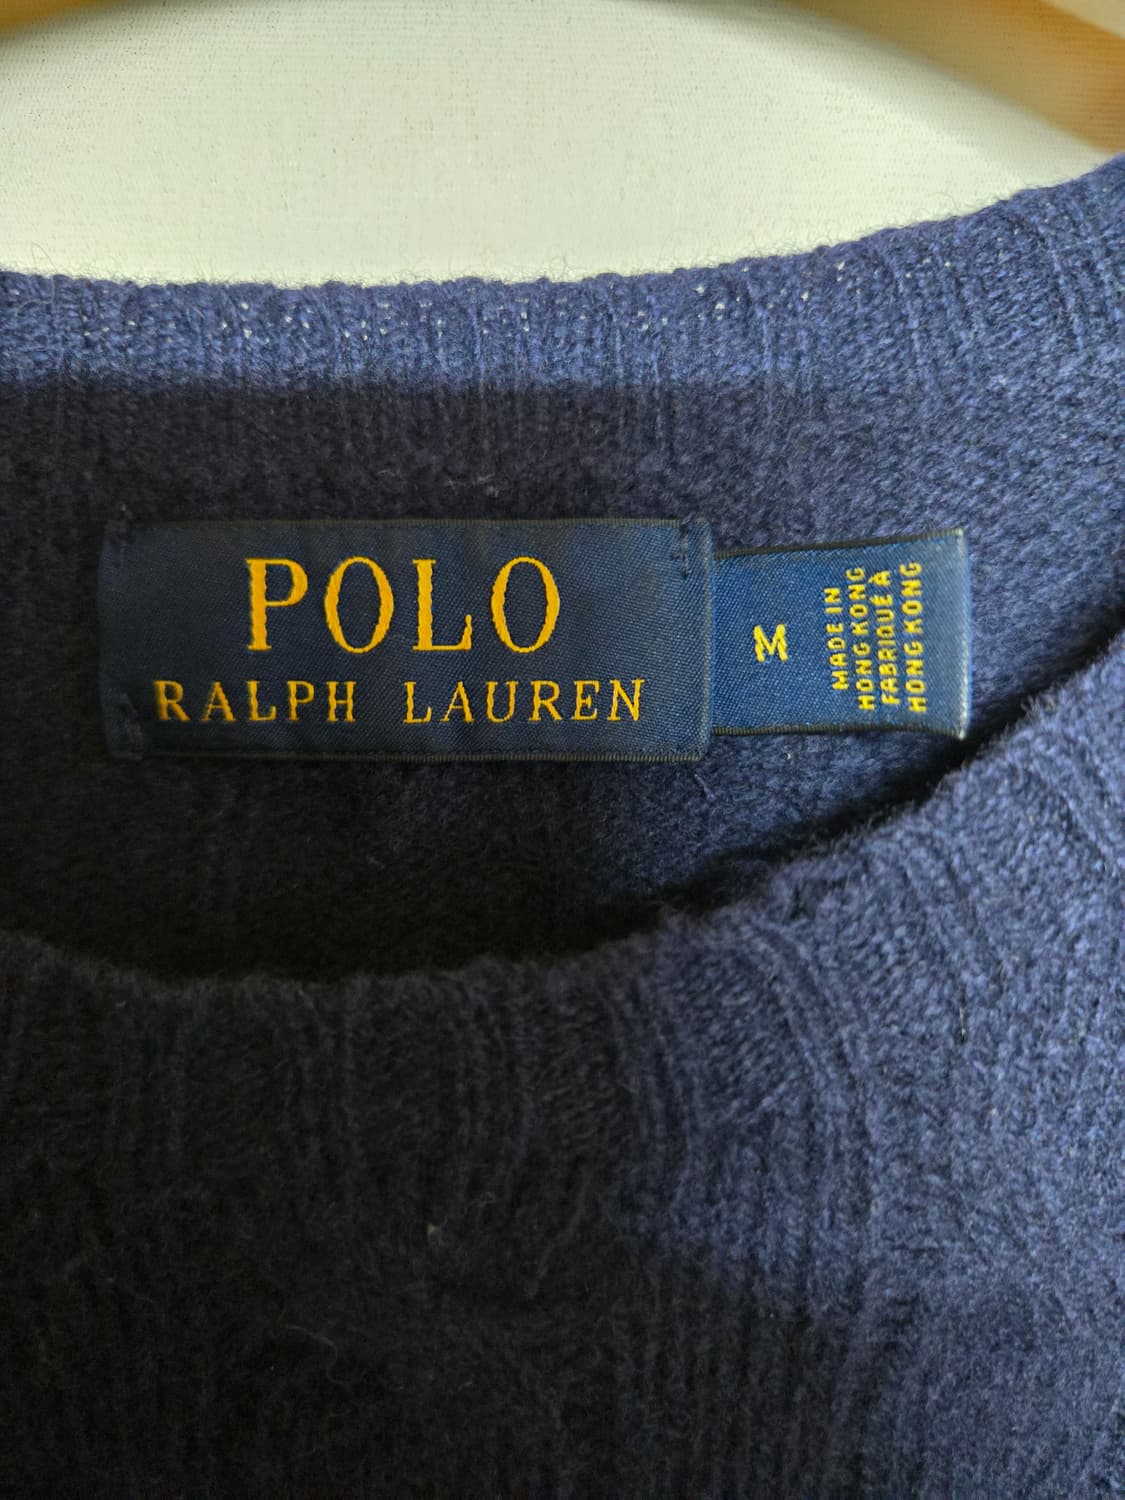 POLO
RALPH LAUREN
M
MADE IN
HONG KONG
FABRIQUÉ À
HONG KONG